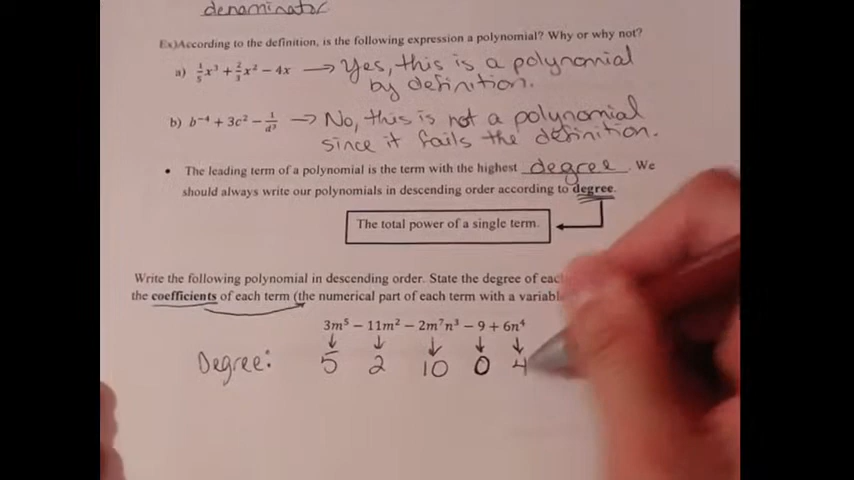 denominator
Ex)According to the definition, is the following expression a polynomial? Why or why not?
a) 1/5x³ + 2/3x² − 4x → Yes, this is a polynomial
by definition.
b) b⁻⁴ + 3c² − 1/d³ → No, this is not a polynomial
since it fails the definition.
• The leading term of a polynomial is the term with the highest degree. We
should always write our polynomials in descending order according to degree.
The total power of a single term.
Write the following polynomial in descending order. State the degree of
the coefficients of each term (the numerical part of each term with a
3m⁵ − 11m² − 2m⁷n³ − 9 + 6n⁴
↓ ↓ ↓ ↓ ↓
Degree: 5 2 10 0 4